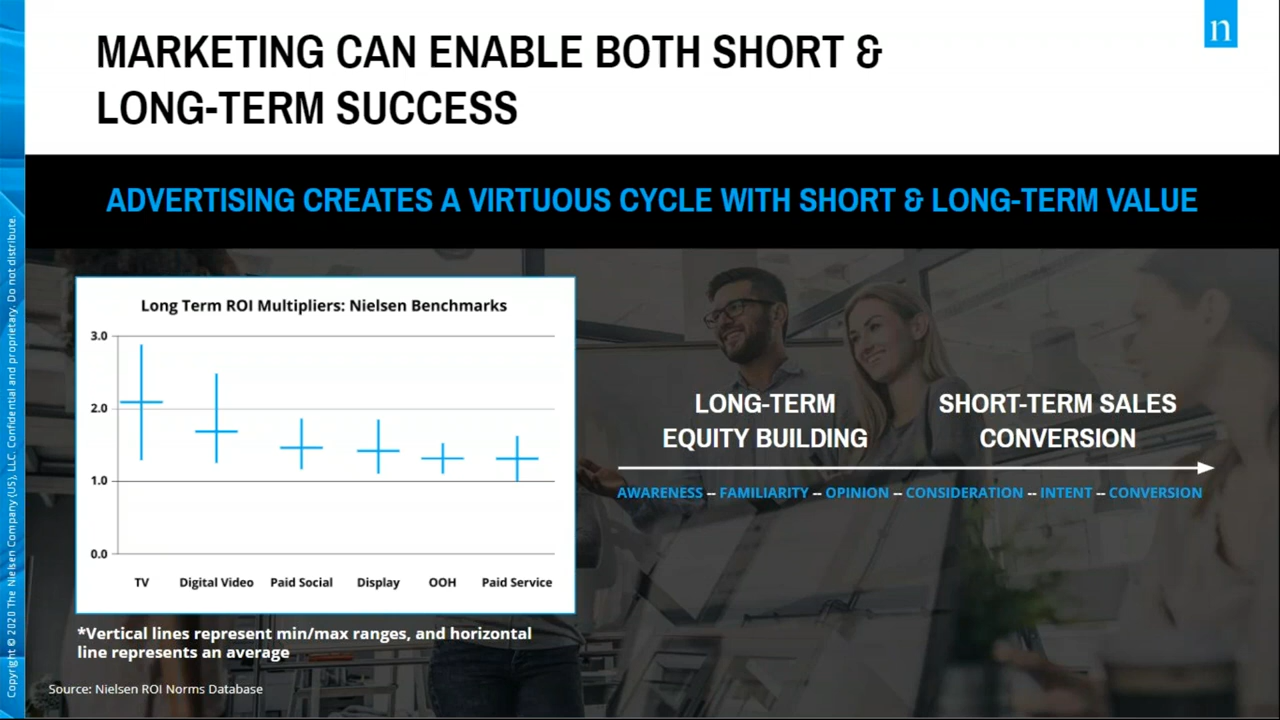 MARKETING CAN ENABLE BOTH SHORT &
LONG-TERM SUCCESS
n
ADVERTISING CREATES A VIRTUOUS CYCLE WITH SHORT & LONG-TERM VALUE
Long Term ROI Multipliers: Nielsen Benchmarks
3.0
2.0
1.0
0.0
TV Digital Video Paid Social Display OOH Paid Service
*Vertical lines represent min/max ranges, and horizontal
line represents an average
Source: Nielsen ROI Norms Database
LONG-TERM
EQUITY BUILDING
SHORT-TERM SALES
CONVERSION
AWARENESS -- FAMILIARITY -- OPINION -- CONSIDERATION -- INTENT -- CONVERSION
Copyright © 2020 The Nielsen Company (US), LLC. Confidential and proprietary. Do not distribute.